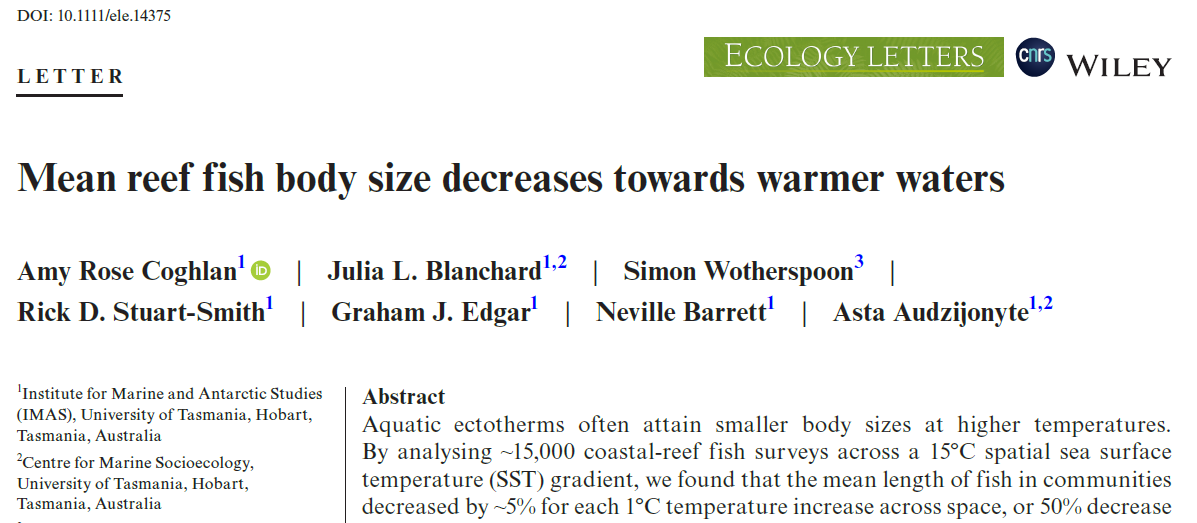 DOI: 10.1111/ele.14375
LETTER
ECOLOGY LETTERS
cnrs
WILEY
Mean reef fish body size decreases towards warmer waters
Amy Rose Coghlan1 iD | Julia L. Blanchard1,2 | Simon Wotherspoon3 |
Rick D. Stuart-Smith1 | Graham J. Edgar1 | Neville Barrett1 | Asta Audzijonyte1,2
1Institute for Marine and Antarctic Studies
(IMAS), University of Tasmania, Hobart,
Tasmania, Australia
2Centre for Marine Socioecology,
University of Tasmania, Hobart,
Tasmania, Australia
Abstract
Aquatic ectotherms often attain smaller body sizes at higher temperatures.
By analysing ~15,000 coastal-reef fish surveys across a 15°C spatial sea surface
temperature (SST) gradient, we found that the mean length of fish in communities
decreased by ~5% for each 1°C temperature increase across space, or 50% decrease